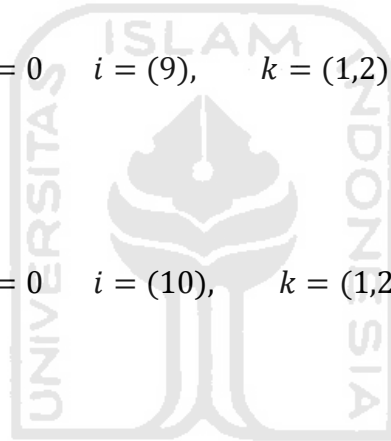 ISLAM
= 0 i = (9), k = (1,2)
UNIVERSITAS
INDONESIA
= 0 i = (10), k = (1,2